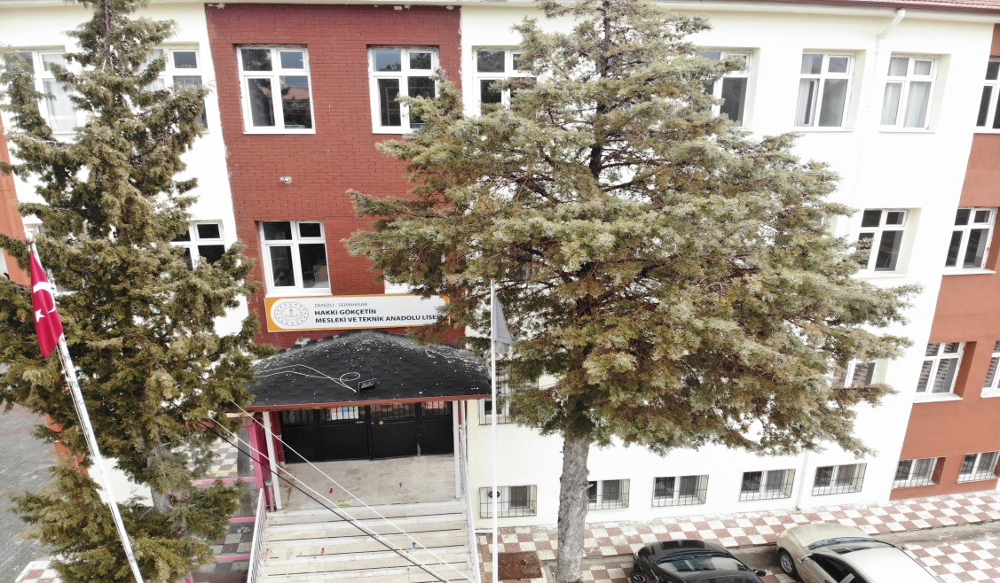 DENİZLİ - SERİNHİSAR
HAKKI GÖKÇETİN
MESLEKİ VE TEKNİK ANADOLU LİSESİ